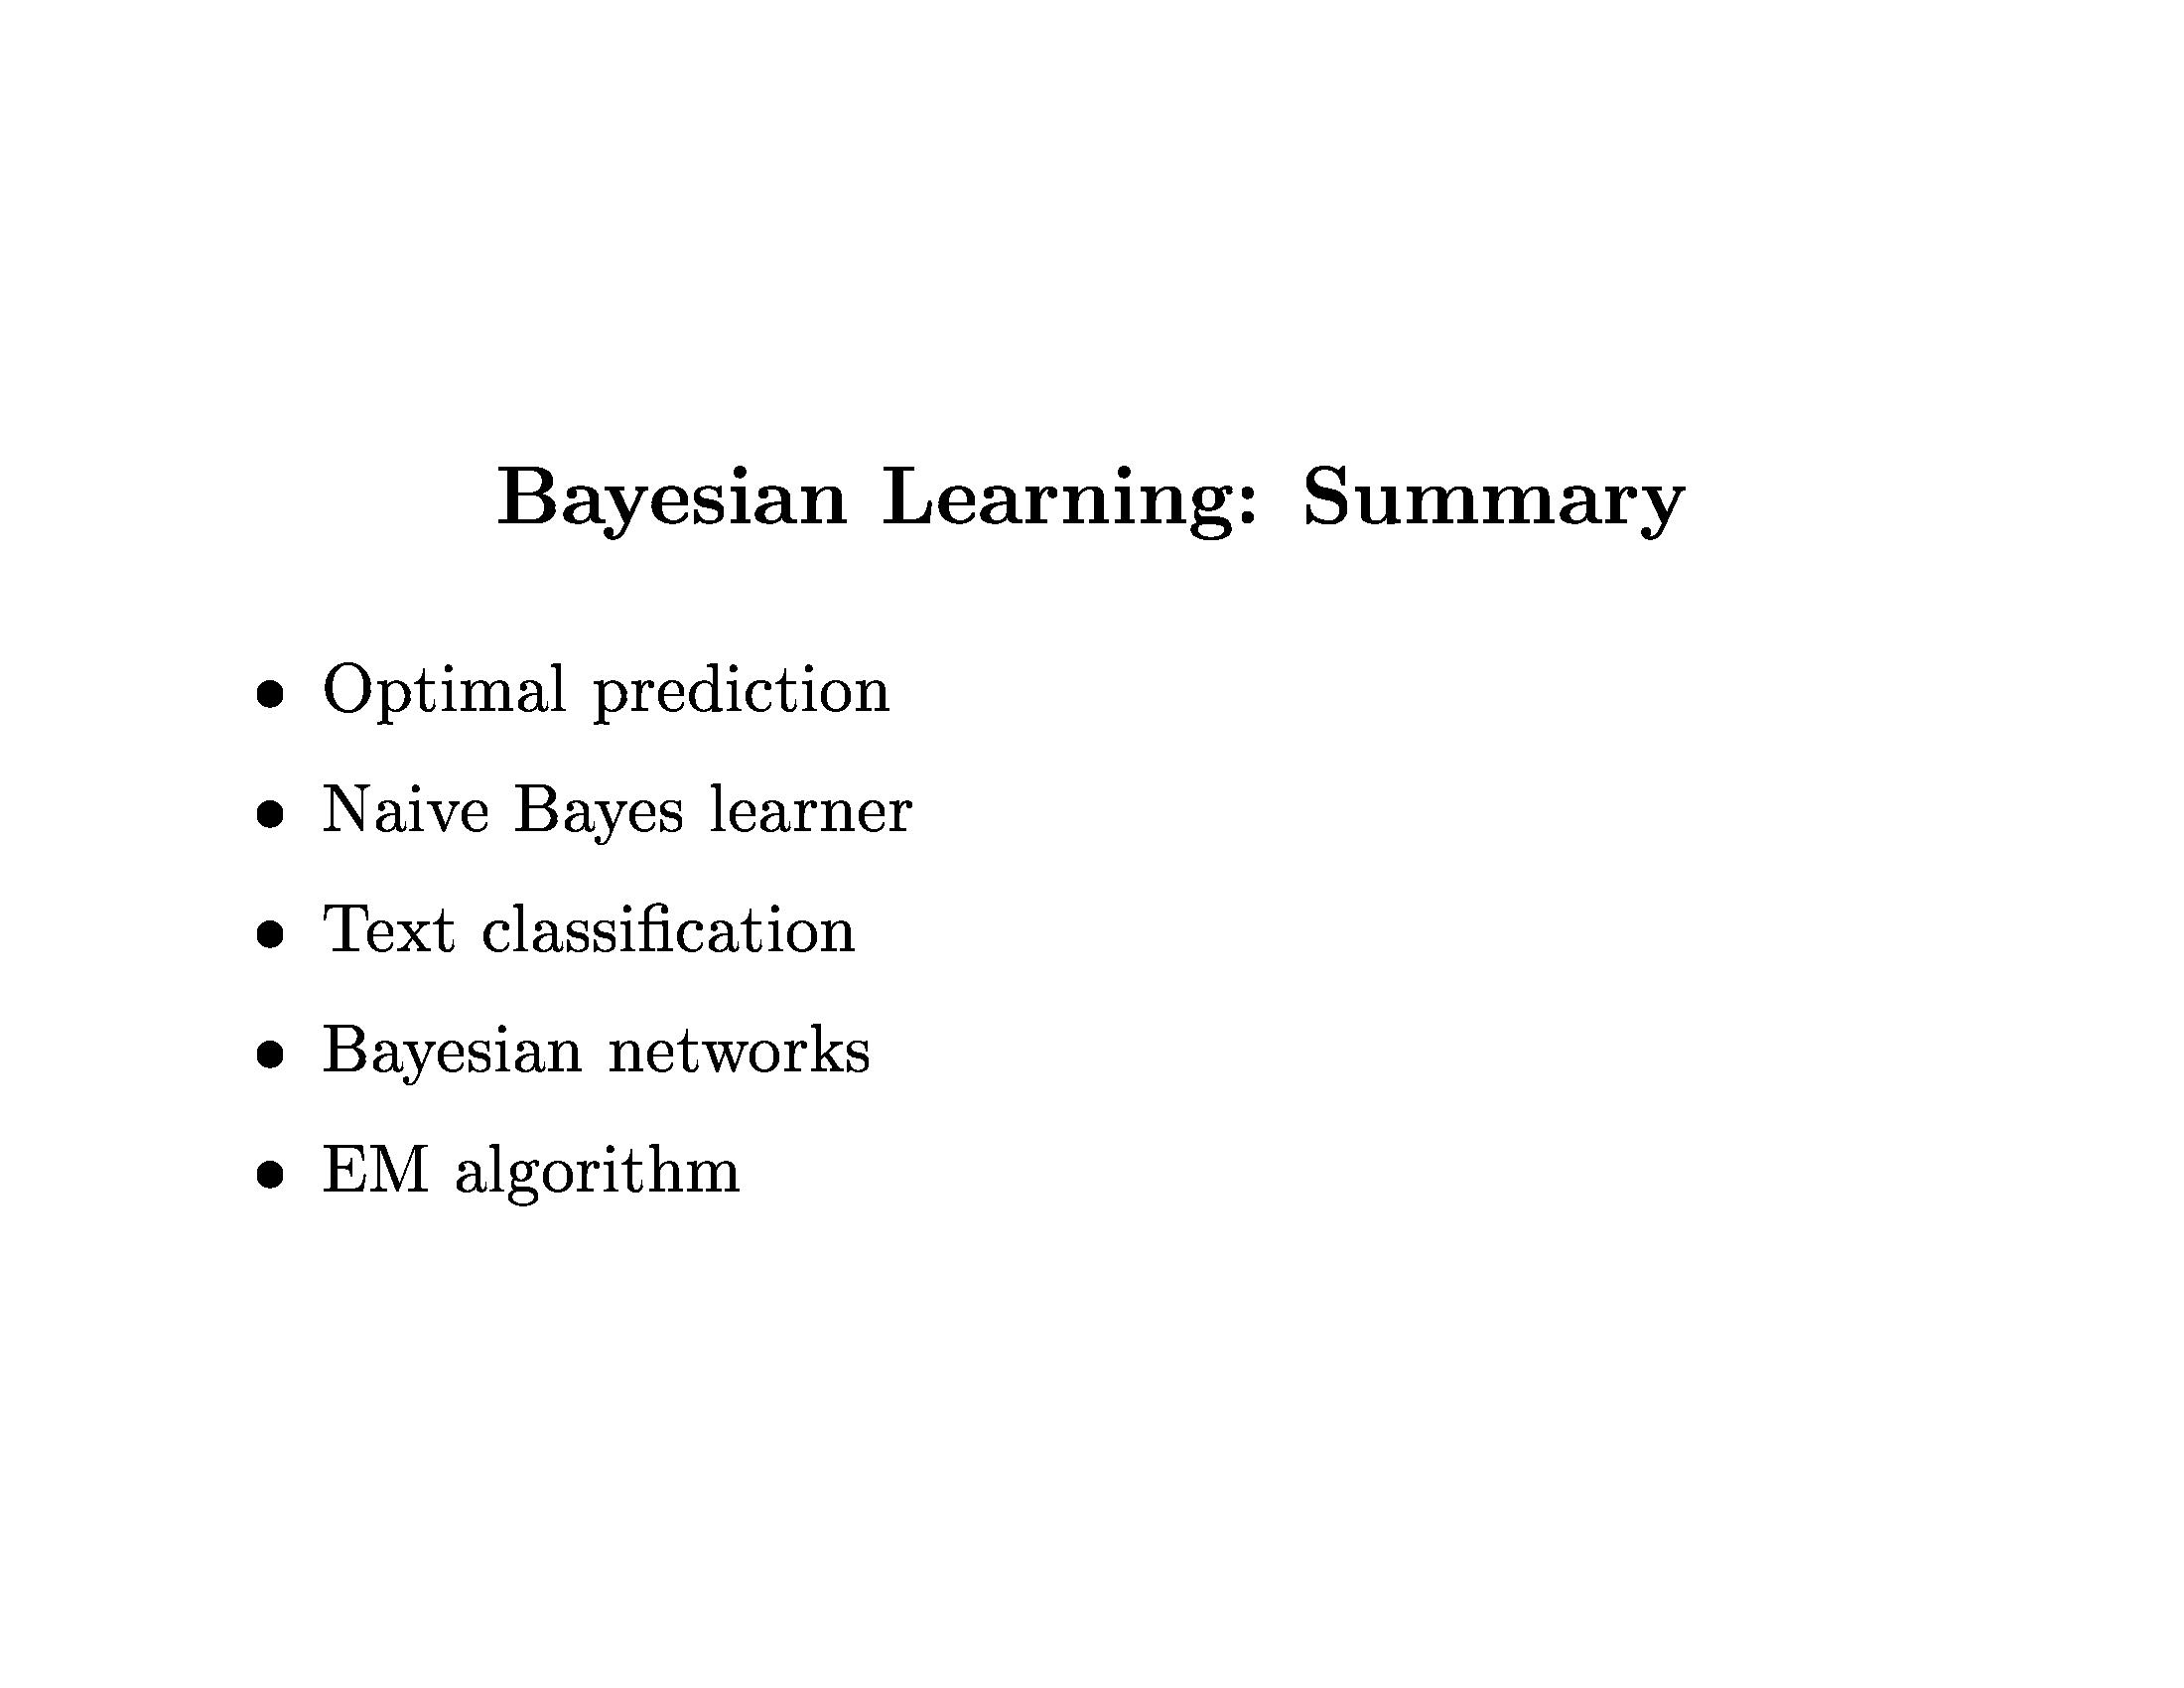 Bayesian Learning: Summary
• Optimal prediction
• Naive Bayes learner
• Text classification
• Bayesian networks
• EM algorithm